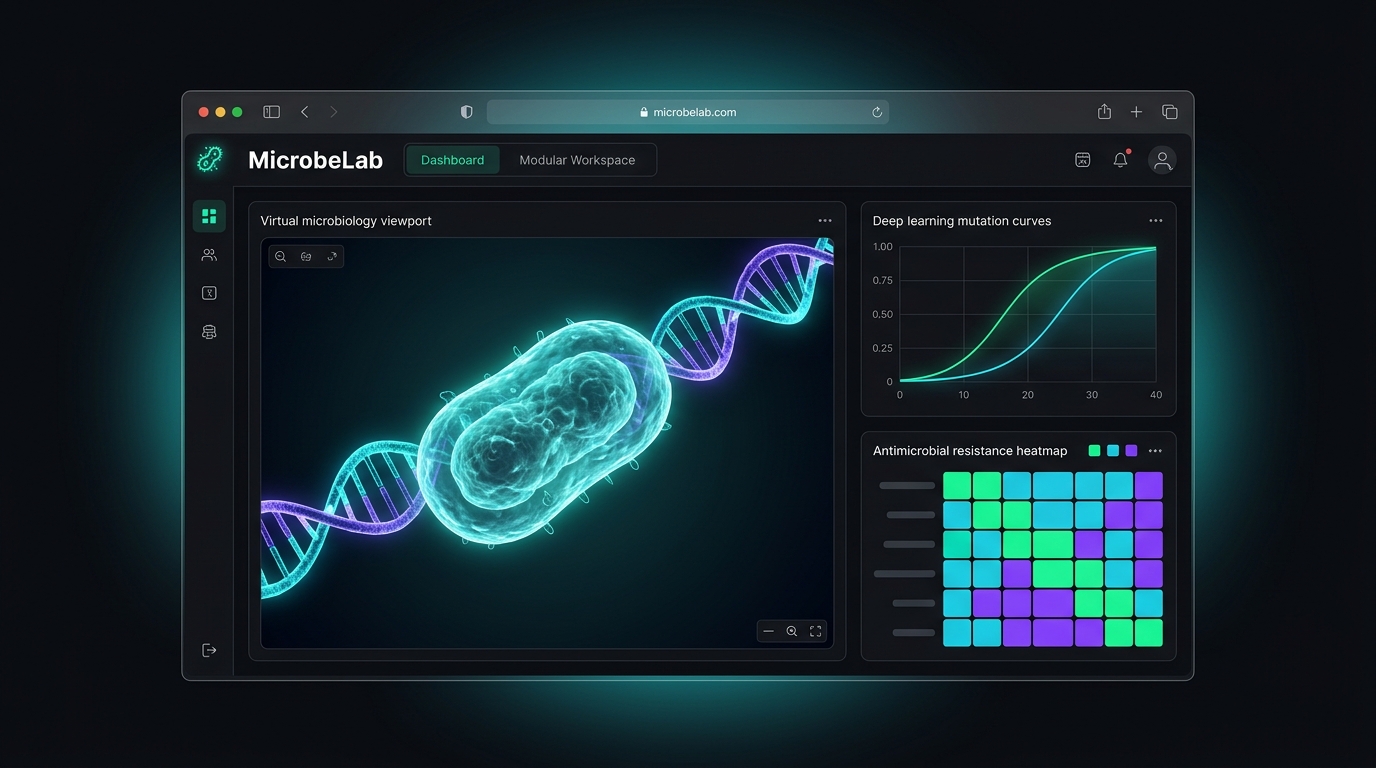 microbelab.com
MicrobeLab
Dashboard
Modular Workspace
Virtual microbiology viewport
Deep learning mutation curves
1.00
0.75
0.50
0.25
0
0
10
20
30
40
Antimicrobial resistance heatmap